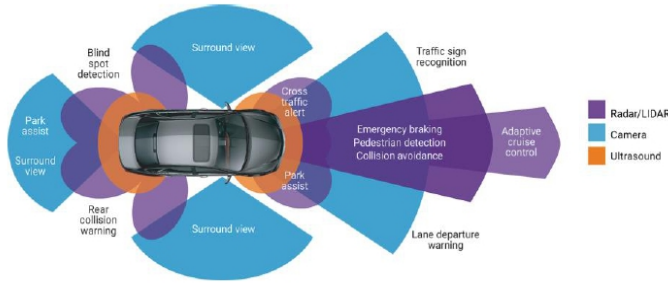 Blind
spot
detection
Surround view
Traffic sign
recognition
Park
assist
Surround
view
Cross
traffic
alert
Emergency braking
Pedestrian detection
Collision avoidance
Adaptive
cruise
control
Radar/LIDAR
Camera
Ultrasound
Park
assist
Rear
collision
warning
Surround view
Lane departure
warning